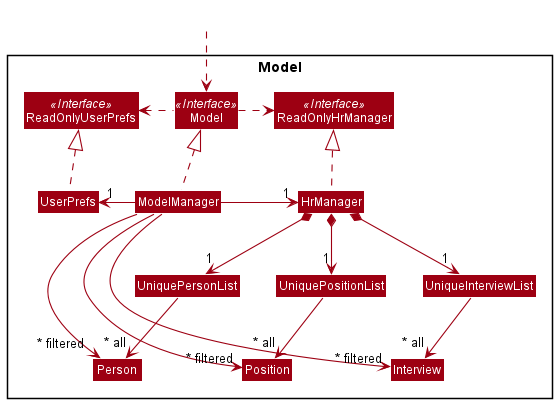 Model
«Interface»
ReadOnlyUserPrefs
«Interface»
Model
«Interface»
ReadOnlyHrManager
UserPrefs
1
ModelManager
1
HrManager
1
1
1
UniquePersonList
UniquePositionList
UniqueInterviewList
* filtered
* all
* filtered
* all
* filtered
* all
Person
Position
Interview